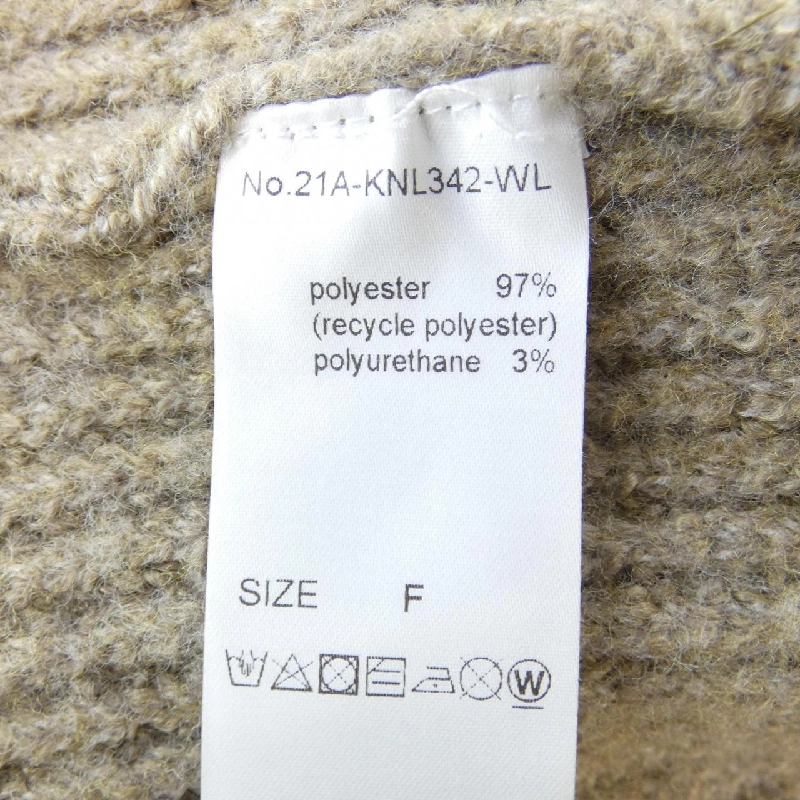 No.21A-KNL342-WL
polyester 97%
(recycle polyester)
polyurethane 3%
SIZE F
W